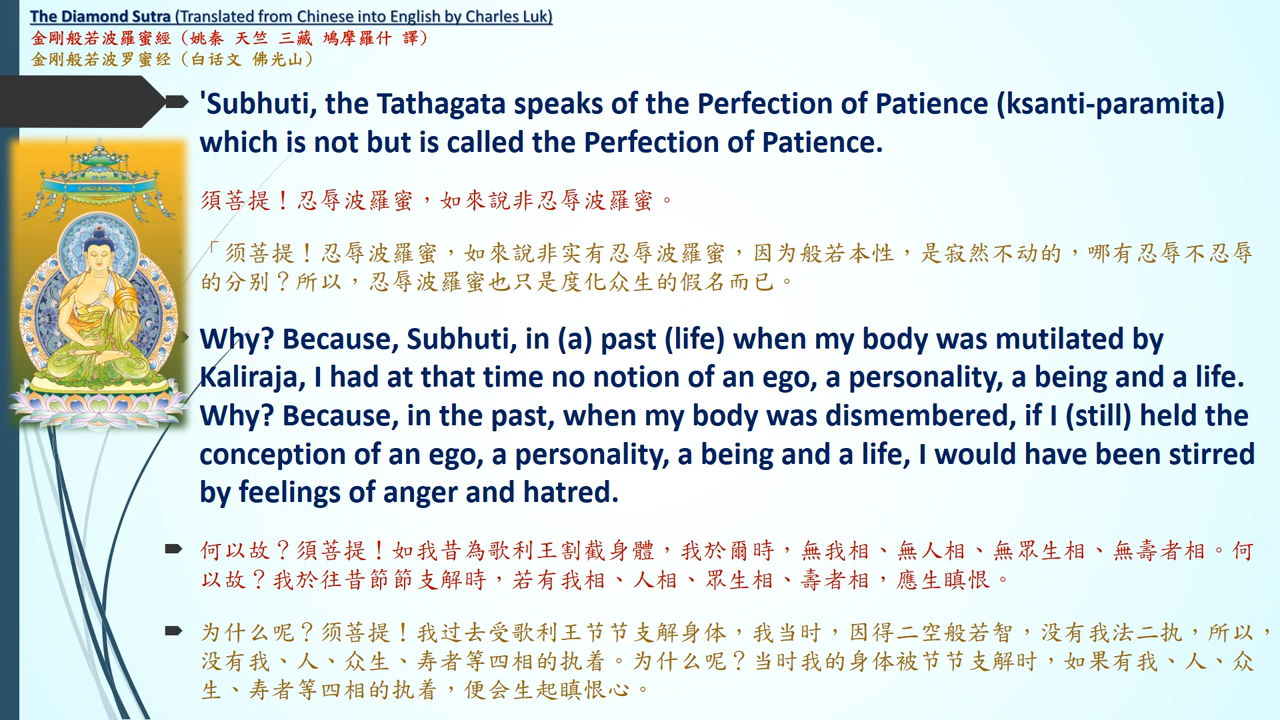 The Diamond Sutra (Translated from Chinese into English by Charles Luk)
金剛般若波羅蜜經（姚秦 天竺 三藏 鳩摩羅什 譯）
金剛般若波罗蜜经（白话文 佛光山）
'Subhuti, the Tathagata speaks of the Perfection of Patience (ksanti-paramita)
which is not but is called the Perfection of Patience.
須菩提！忍辱波羅蜜，如來說非忍辱波羅蜜。
「须菩提！忍辱波羅蜜，如來說非实有忍辱波羅蜜，因为般若本性，是寂然不动的，哪有忍辱不忍辱
的分别？所以，忍辱波羅蜜也只是度化众生的假名而已。
Why? Because, Subhuti, in (a) past (life) when my body was mutilated by
Kaliraja, I had at that time no notion of an ego, a personality, a being and a life.
Why? Because, in the past, when my body was dismembered, if I (still) held the
conception of an ego, a personality, a being and a life, I would have been stirred
by feelings of anger and hatred.
何以故？須菩提！如我昔為歌利王割截身體，我於爾時，無我相、無人相、無眾生相、無壽者相。何
以故？我於往昔節節支解時，若有我相、人相、眾生相、壽者相，應生瞋恨。
为什么呢？须菩提！我过去受歌利王节节支解身体，我当时，因得二空般若智，没有我法二执，所以，
没有我、人、众生、寿者等四相的执着。为什么呢？当时我的身体被节节支解时，如果有我、人、众
生、寿者等四相的执着，便会生起瞋恨心。